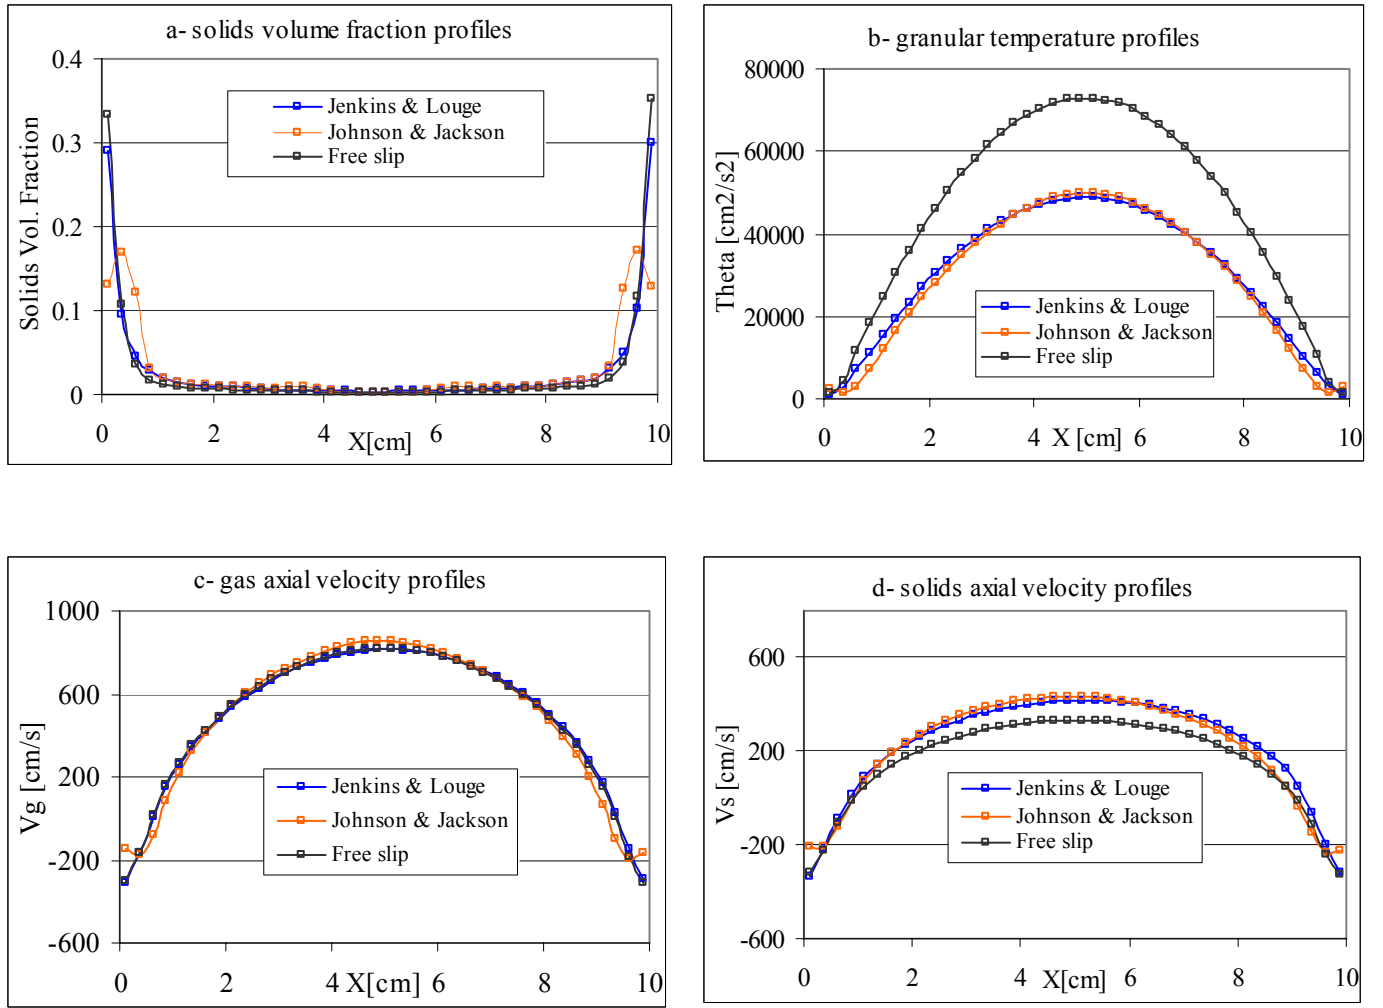 a- solids volume fraction profiles
0.4
0.3
0.2
0.1
0
Solids Vol. Fraction
Jenkins & Louge
Johnson & Jackson
Free slip
0 2 4 6 8 10
X[cm]
b- granular temperature profiles
80000
60000
40000
20000
0
Theta [cm2/s2]
Jenkins & Louge
Johnson & Jackson
Free slip
0 2 4 X [cm] 6 8 10
c- gas axial velocity profiles
1000
600
200
-200
-600
Vg [cm/s]
Jenkins & Louge
Johnson & Jackson
Free slip
0 2 4 X[cm] 6 8 10
d- solids axial velocity profiles
600
200
-200
-600
Vs [cm/s]
Jenkins & Louge
Johnson & Jackson
Free slip
0 2 4 X[cm] 6 8 10